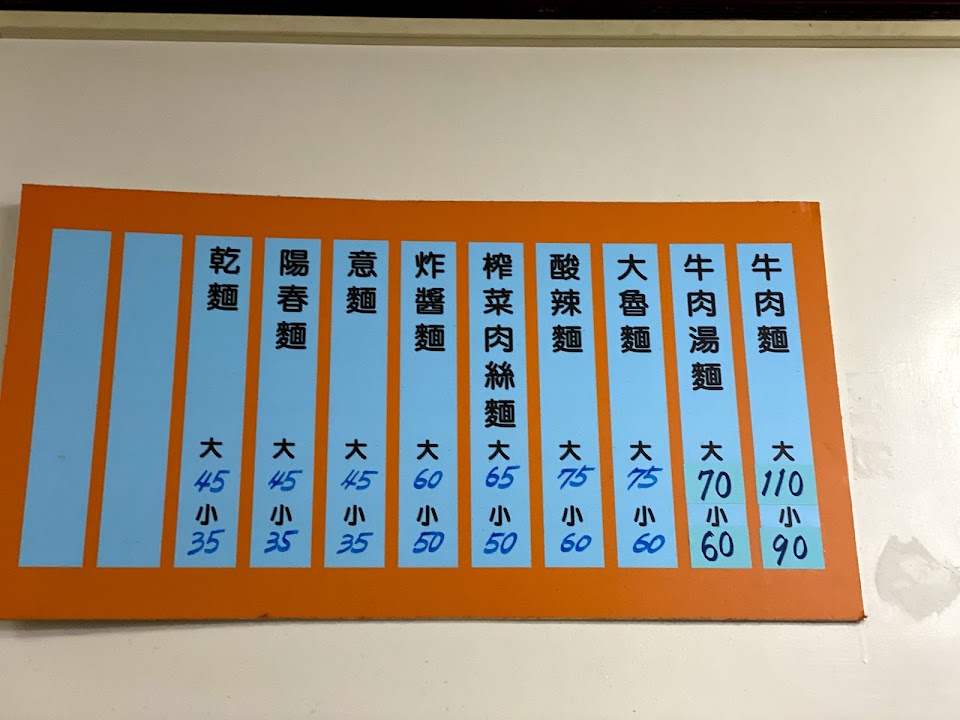 牛肉麵 大 110 小 90
牛肉湯麵 大 70 小 60
大魯麵 大 75 小 60
酸辣麵 大 75 小 60
榨菜肉絲麵 大 65 小 50
炸醬麵 大 60 小 50
意麵 大 45 小 35
陽春麵 大 45 小 35
乾麵 大 45 小 35